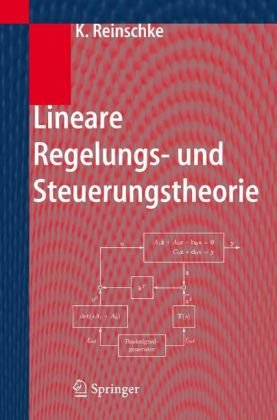 K. Reinschke
Lineare
Regelungs- und
Steuerungstheorie
u
y
Springer